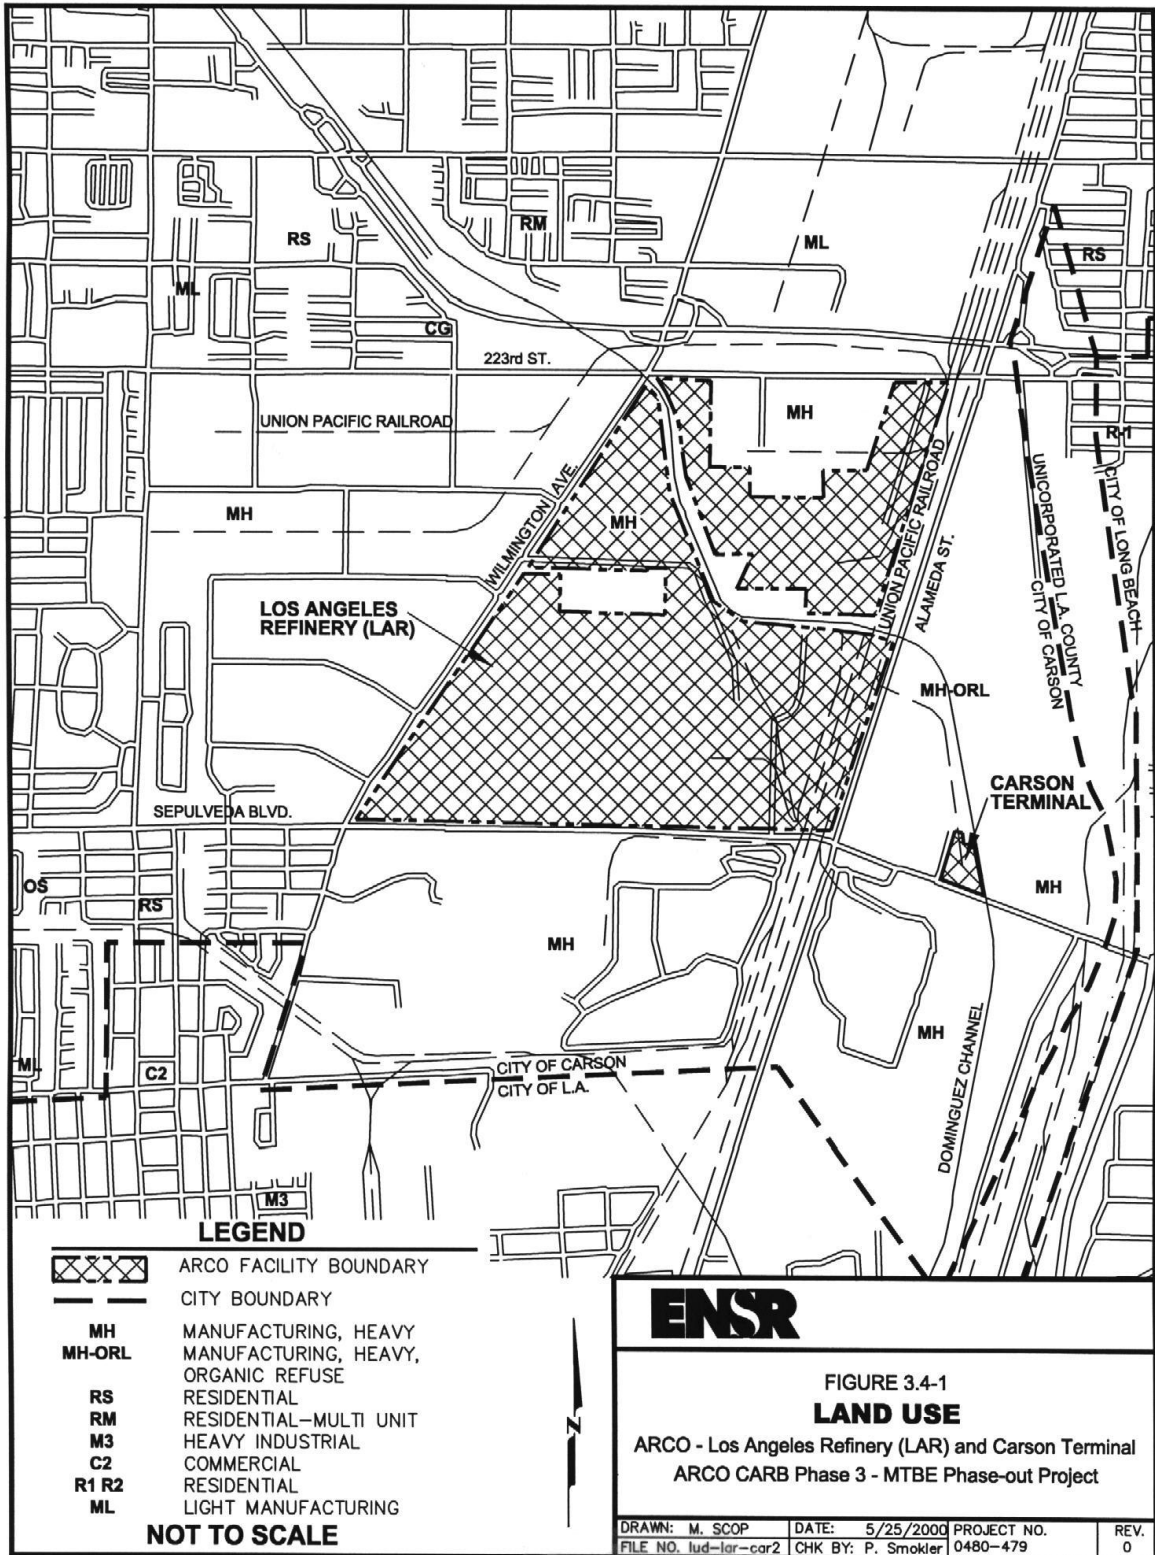 RS
RM
ML
RS
ML
CG
223rd ST.
UNION PACIFIC RAILROAD
MH
R-1
MH
MH
WILMINGTON AVE.
UNION PACIFIC RAILROAD
ALAMEDA ST.
UNICORPORATED L.A. COUNTY
CITY OF CARSON
CITY OF LONG BEACH
LOS ANGELES
REFINERY (LAR)
MH-ORL
CARSON
TERMINAL
SEPULVEDA BLVD.
OS
RS
MH
MH
MH
DOMINGUEZ CHANNEL
ML
C2
CITY OF CARSON
CITY OF L.A.
M3
LEGEND
ARCO FACILITY BOUNDARY
CITY BOUNDARY
MH MANUFACTURING, HEAVY
MH-ORL MANUFACTURING, HEAVY,
ORGANIC REFUSE
RS RESIDENTIAL
RM RESIDENTIAL-MULTI UNIT
M3 HEAVY INDUSTRIAL
C2 COMMERCIAL
R1 R2 RESIDENTIAL
ML LIGHT MANUFACTURING
NOT TO SCALE
N
ENSR
FIGURE 3.4-1
LAND USE
ARCO - Los Angeles Refinery (LAR) and Carson Terminal
ARCO CARB Phase 3 - MTBE Phase-out Project
DRAWN: M. SCOP DATE: 5/25/2000 PROJECT NO. REV.
FILE NO. lud-lar-car2 CHK BY: P. Smokler 0480-479 0